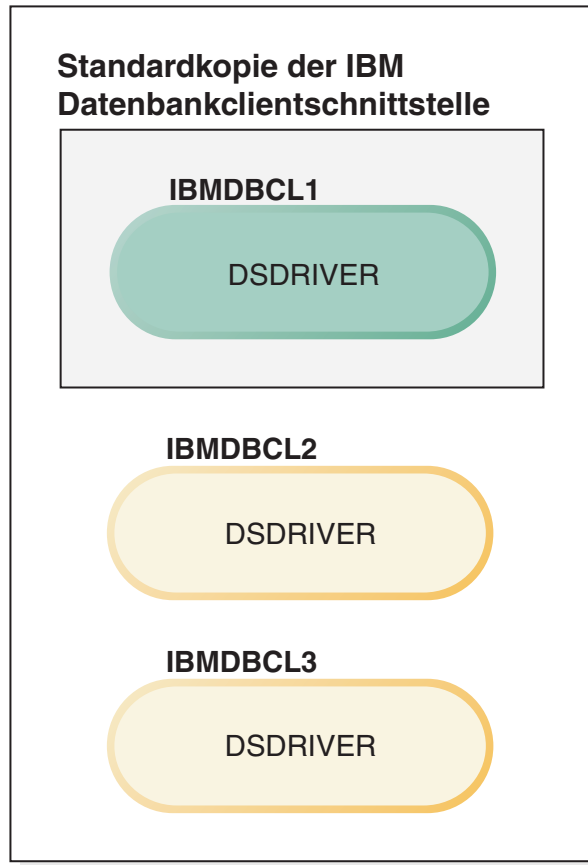 Standardkopie der IBM
Datenbankclientschnittstelle
IBMDBCL1
DSDRIVER
IBMDBCL2
DSDRIVER
IBMDBCL3
DSDRIVER